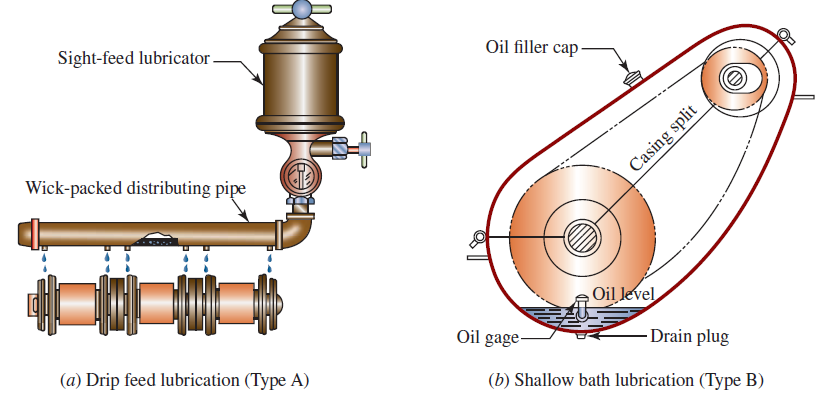 Sight-feed lubricator
Wick-packed distributing pipe
(a) Drip feed lubrication (Type A)
Oil filler cap
Casing split
Oil level
Oil gage
Drain plug
(b) Shallow bath lubrication (Type B)